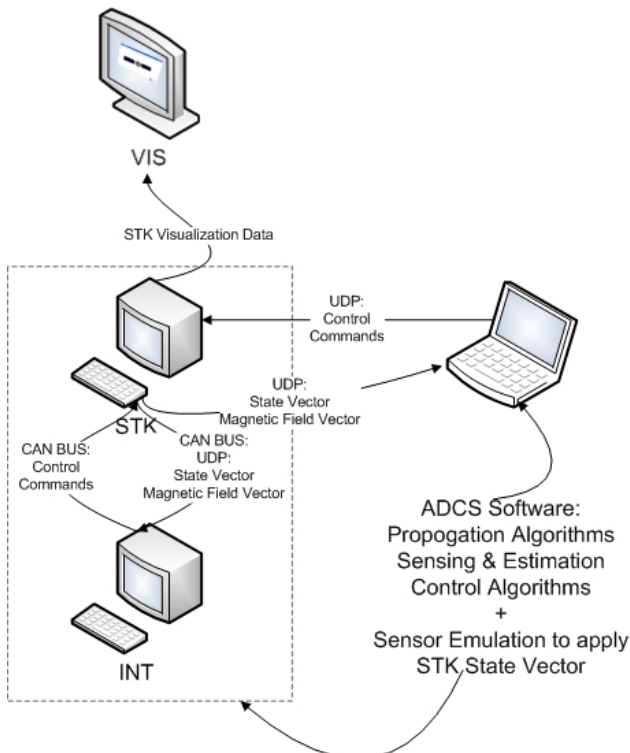 VIS
STK Visualization Data
UDP:
Control
Commands
UDP:
State Vector
Magnetic Field Vector
STK
CAN BUS:
Control
Commands
CAN BUS:
UDP:
State Vector
Magnetic Field Vector
INT
ADCS Software:
Propogation Algorithms
Sensing & Estimation
Control Algorithms
+
Sensor Emulation to apply
STK State Vector